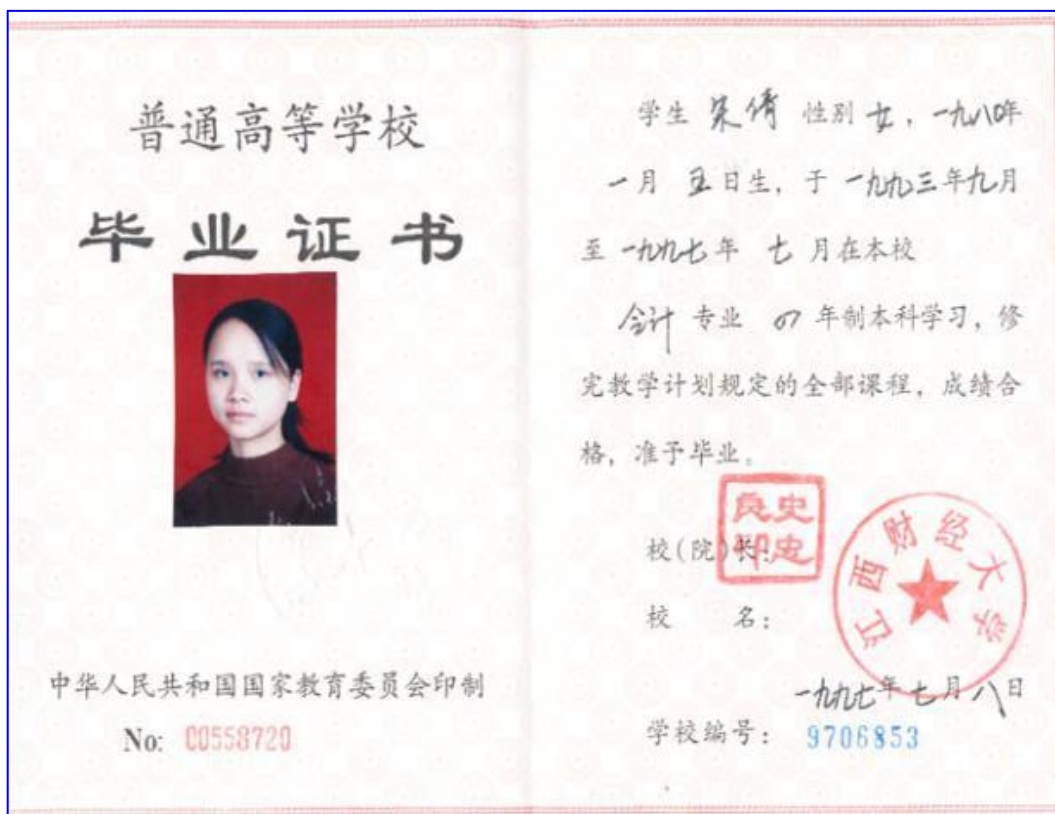 普通高等学校
毕业证书
中华人民共和国国家教育委员会印制
No: C0558720
学生 宋倩 性别 女，一九八〇年
一月 五日生，于 一九九三年九月
至 一九九七年 七月在本校
会计 专业 四 年制本科学习，修
完教学计划规定的全部课程，成绩合
格，准予毕业。
校(院)长:
史忠良印
校 名：
江西财经大学
一九九七年七月八日
学校编号： 9706853